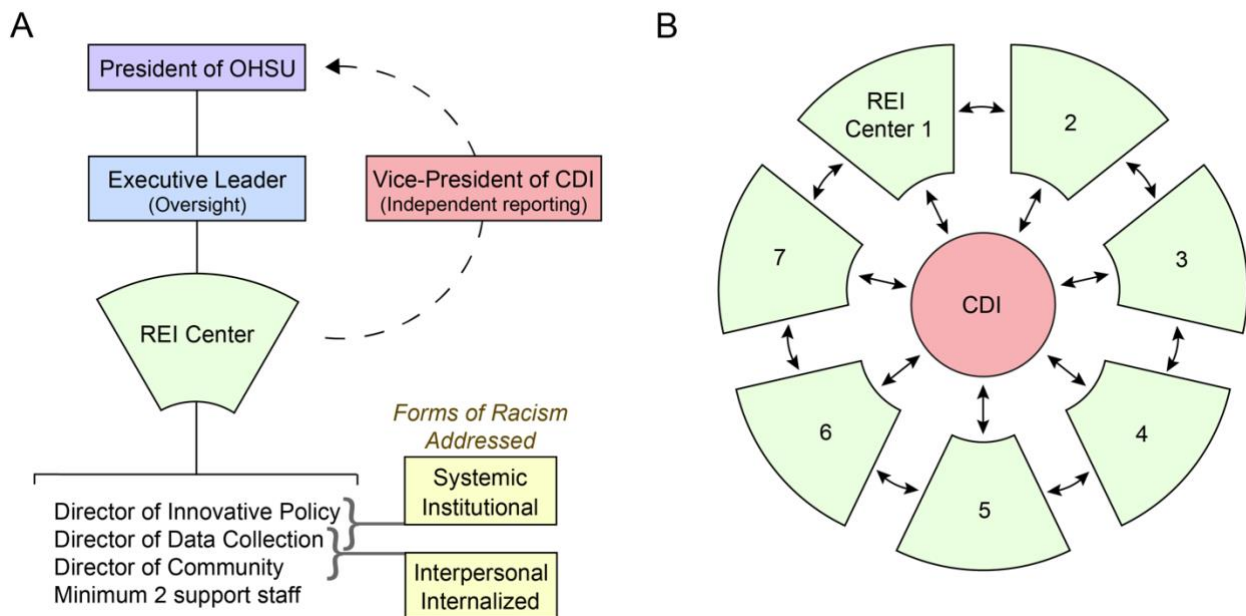 A
President of OHSU
Executive Leader
(Oversight)
Vice-President of CDI
(Independent reporting)
REI Center
Forms of Racism
Addressed
Systemic
Institutional
Director of Innovative Policy
Director of Data Collection
Director of Community
Minimum 2 support staff
Interpersonal
Internalized
B
REI
Center 1
2
3
4
5
6
7
CDI